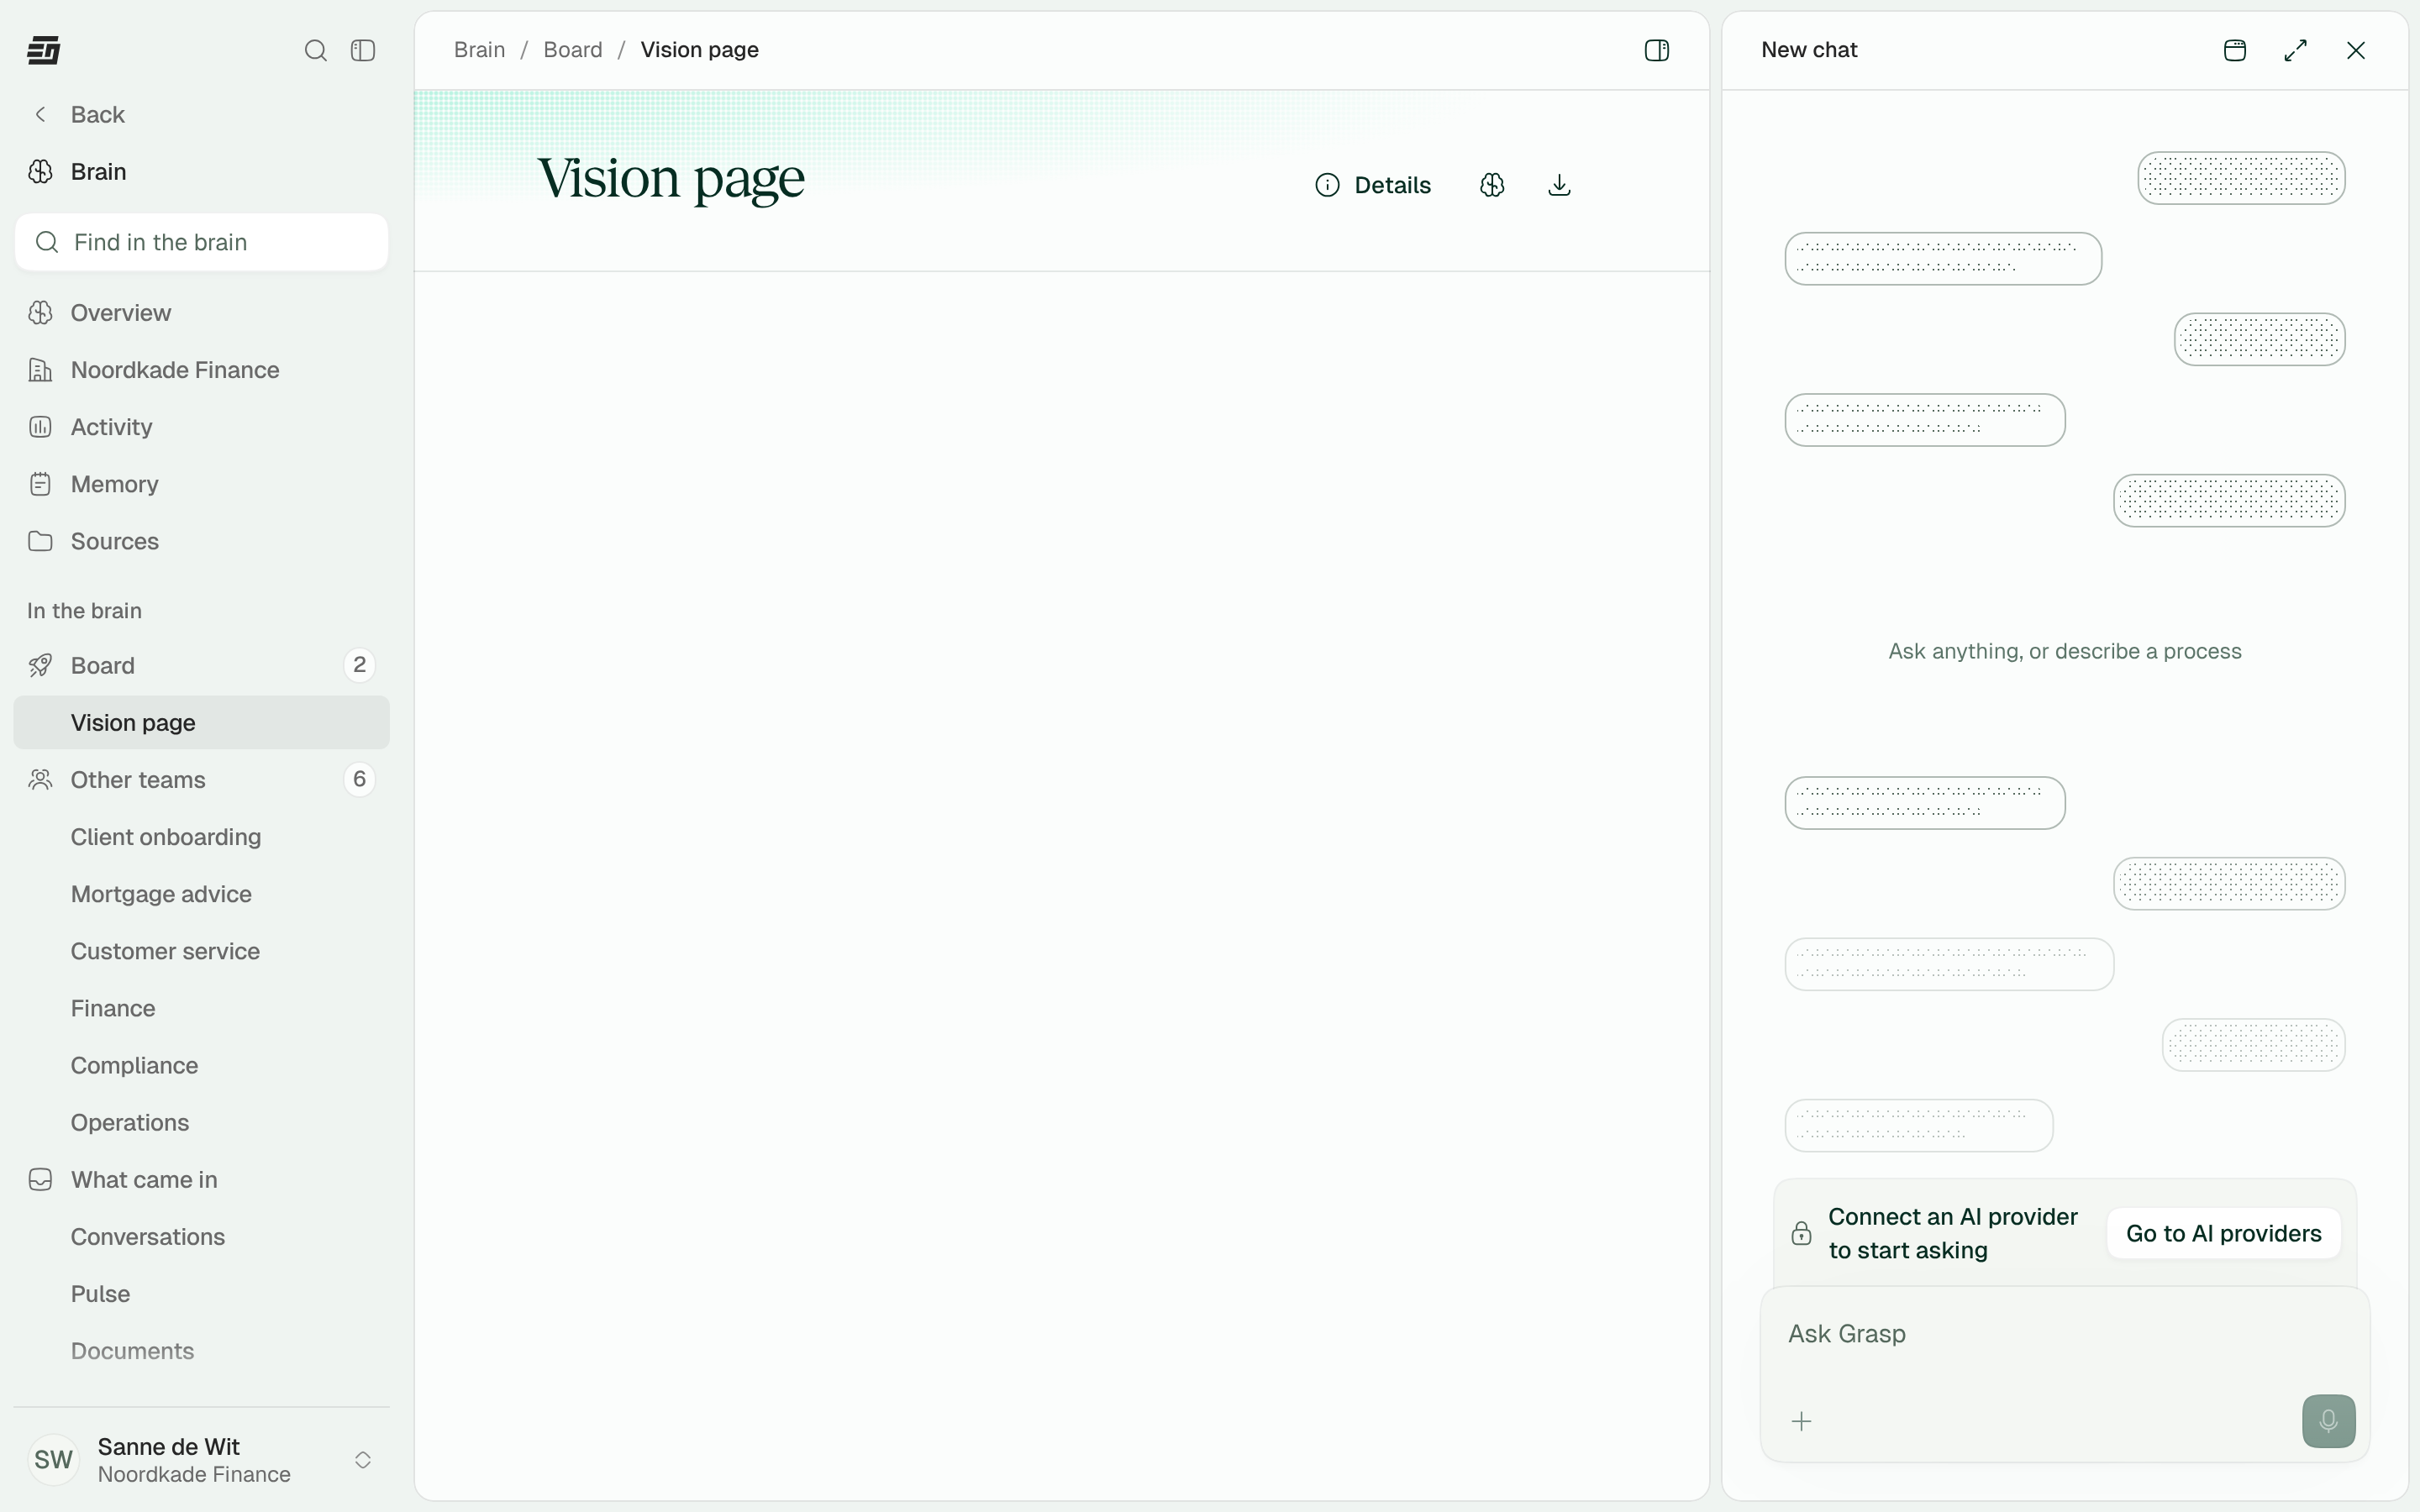 Back
Brain
Find in the brain
Overview
Noordkade Finance
Activity
Memory
Sources
In the brain
Board 2
Vision page
Other teams 6
Client onboarding
Mortgage advice
Customer service
Finance
Compliance
Operations
What came in
Conversations
Pulse
Documents
SW
Sanne de Wit
Noordkade Finance
Brain / Board / Vision page
Vision page
Details
New chat
Ask anything, or describe a process
Connect an AI provider
to start asking
Go to AI providers
Ask Grasp